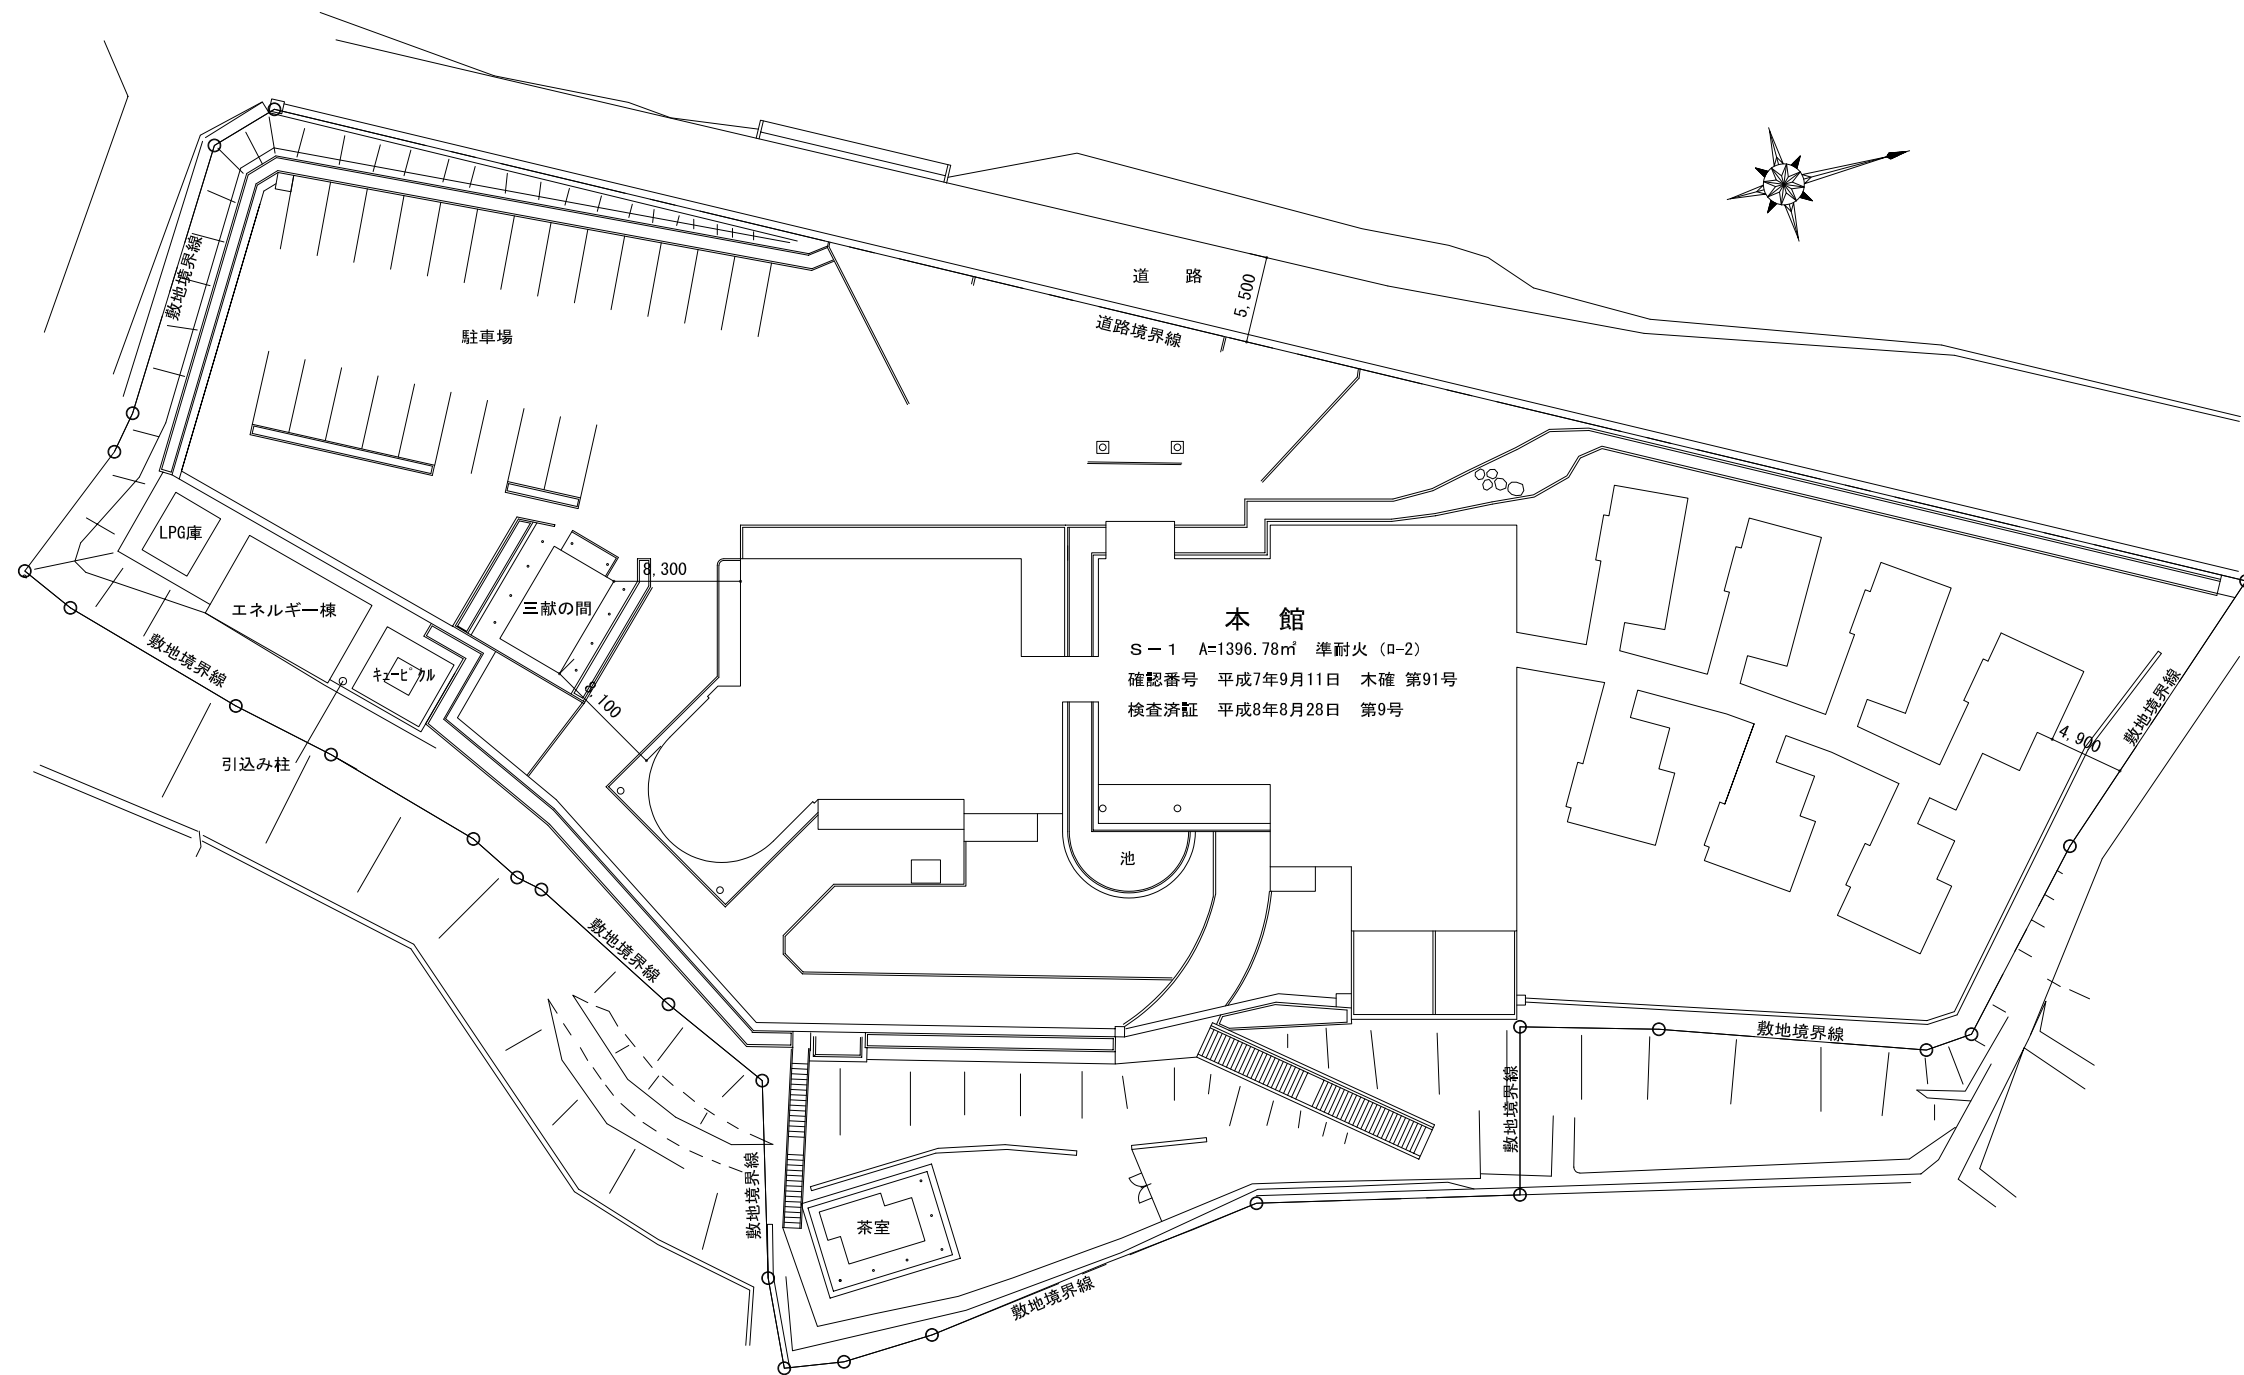 道　路
5,500
道路境界線
敷地境界線
駐車場
LPG庫
エネルギー棟
三献の間
8,300
キュービクル
敷地境界線
8,100
引込み柱
本　館
Ｓ－１　A=1396.78㎡　準耐火（ロ-2）
確認番号　平成7年9月11日　木確 第91号
検査済証　平成8年8月28日　第9号
4,900
敷地境界線
池
敷地境界線
敷地境界線
敷地境界線
敷地境界線
茶室
敷地境界線